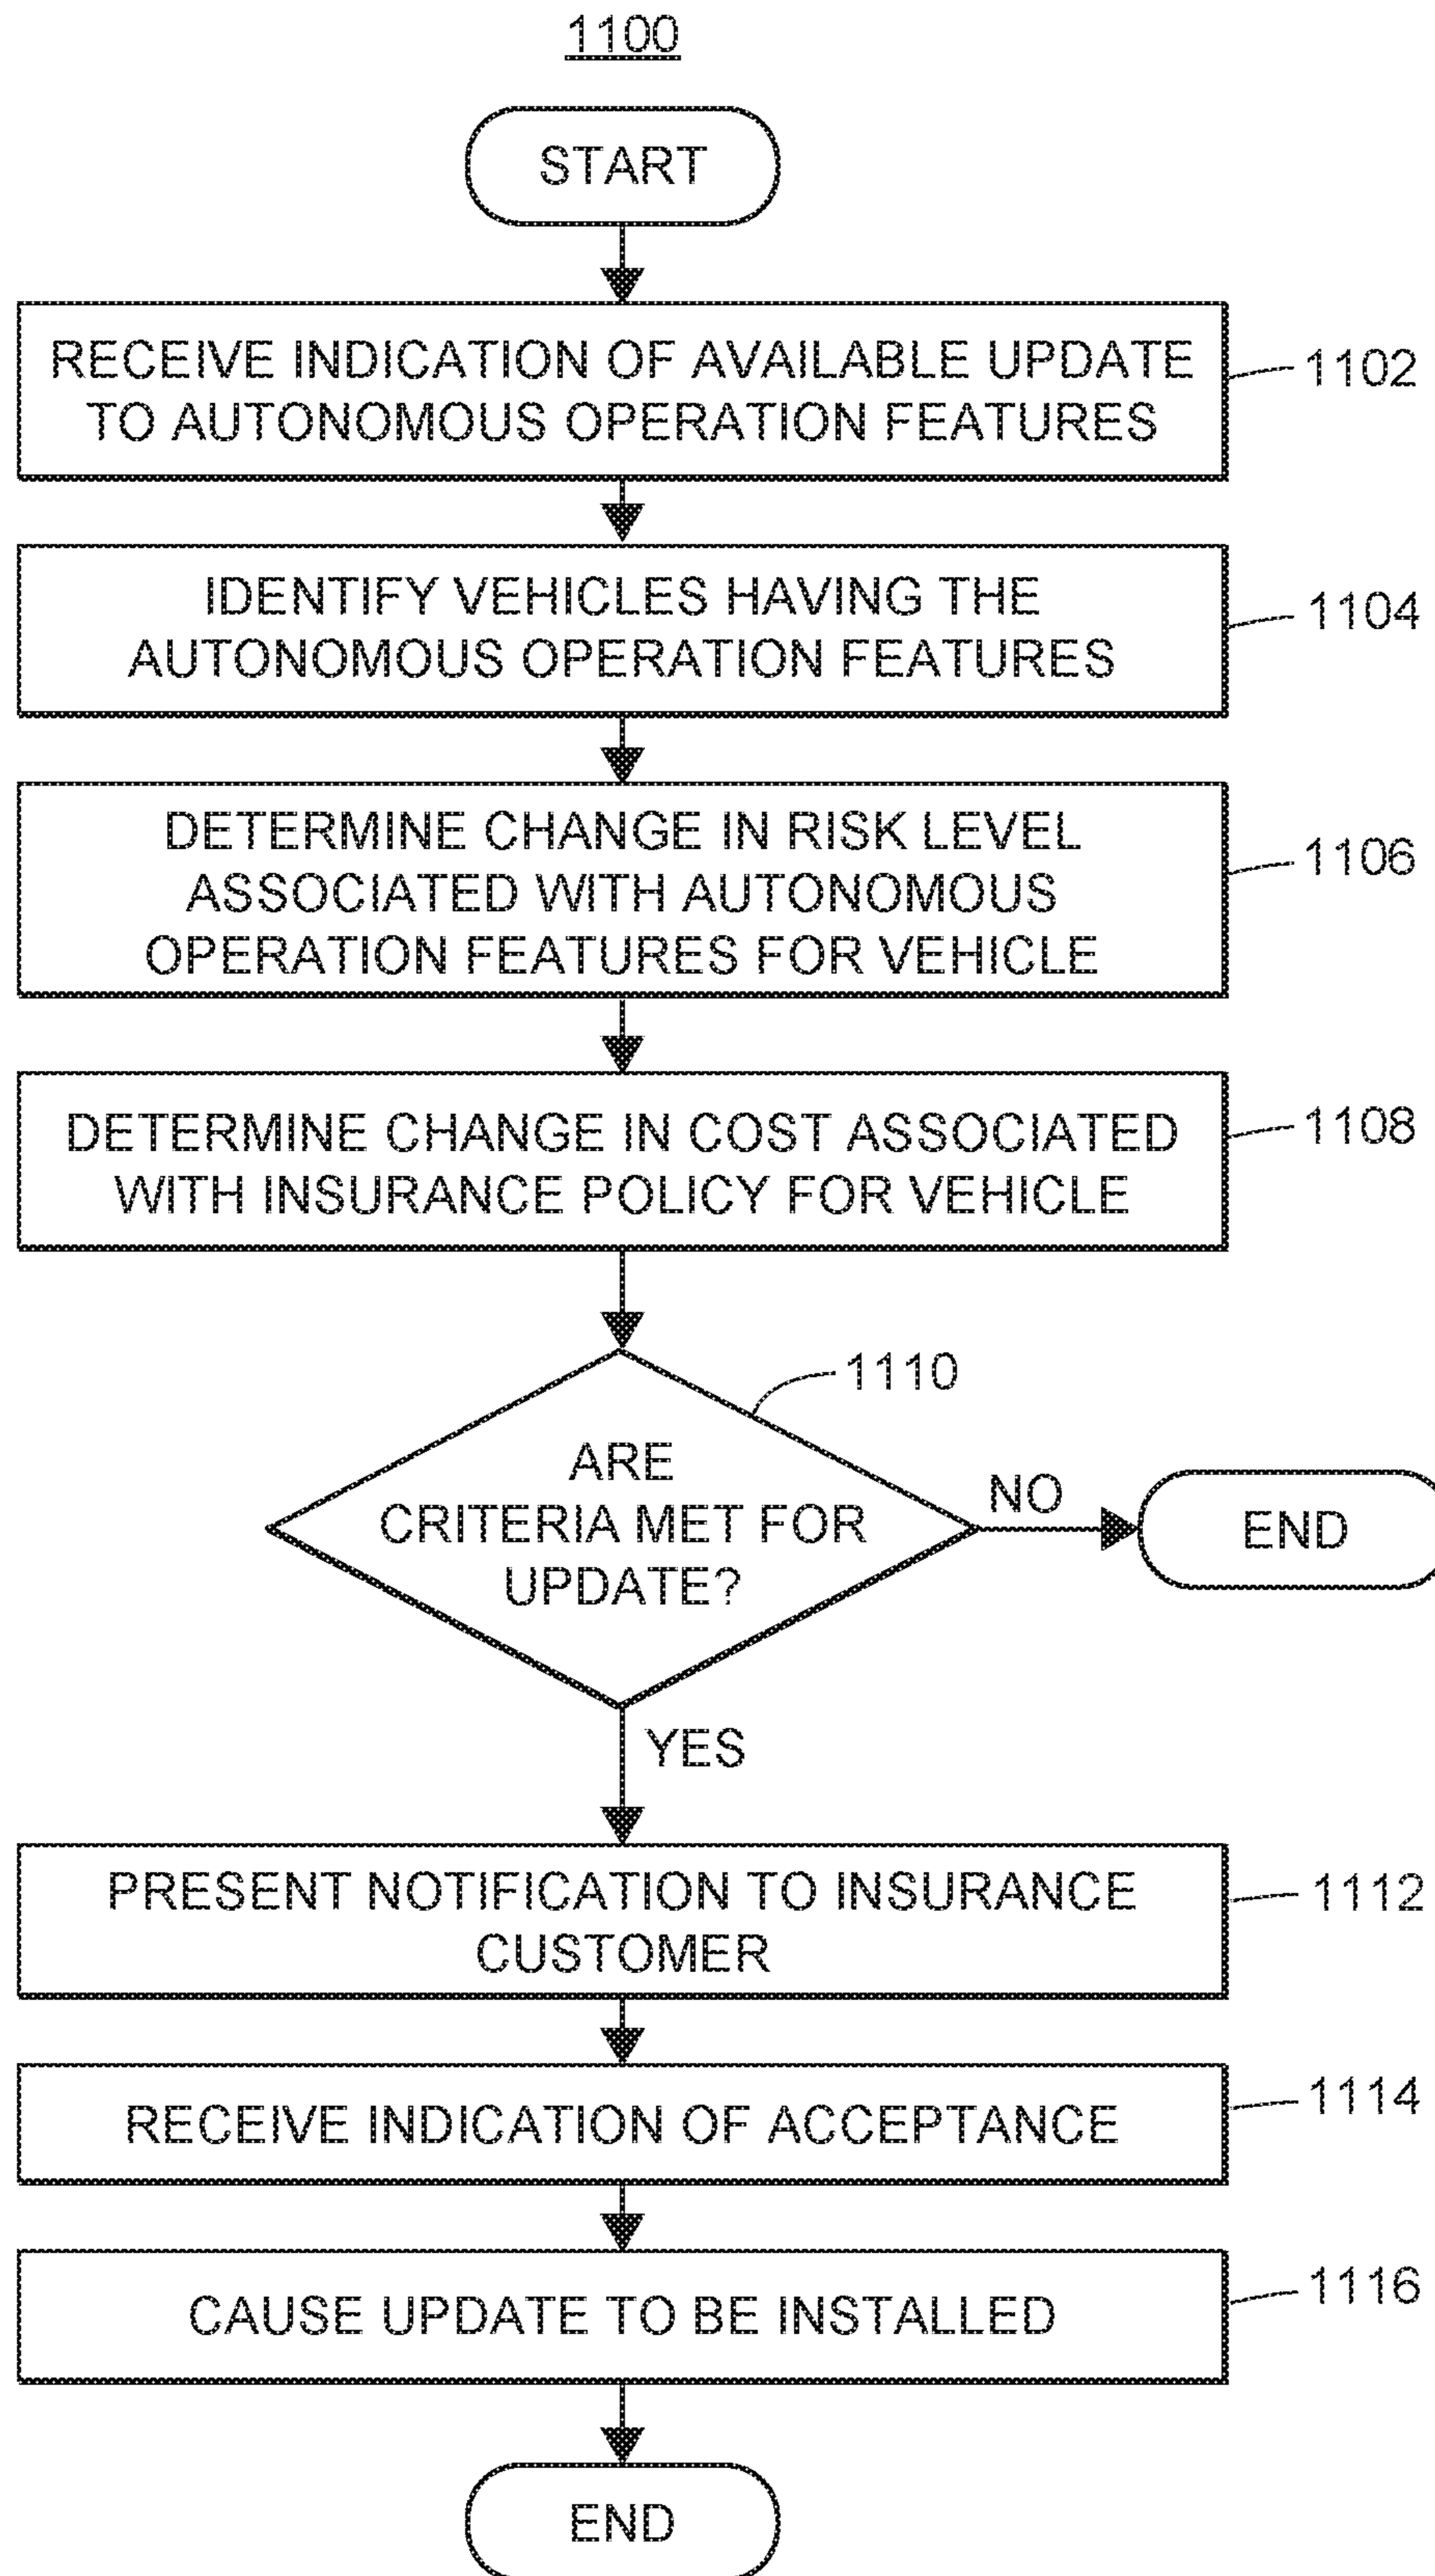 1100
START
RECEIVE INDICATION OF AVAILABLE UPDATE
TO AUTONOMOUS OPERATION FEATURES
1102
IDENTIFY VEHICLES HAVING THE
AUTONOMOUS OPERATION FEATURES
1104
DETERMINE CHANGE IN RISK LEVEL
ASSOCIATED WITH AUTONOMOUS
OPERATION FEATURES FOR VEHICLE
1106
DETERMINE CHANGE IN COST ASSOCIATED
WITH INSURANCE POLICY FOR VEHICLE
1108
1110
ARE
CRITERIA MET FOR
UPDATE?
NO
END
YES
PRESENT NOTIFICATION TO INSURANCE
CUSTOMER
1112
RECEIVE INDICATION OF ACCEPTANCE
1114
CAUSE UPDATE TO BE INSTALLED
1116
END